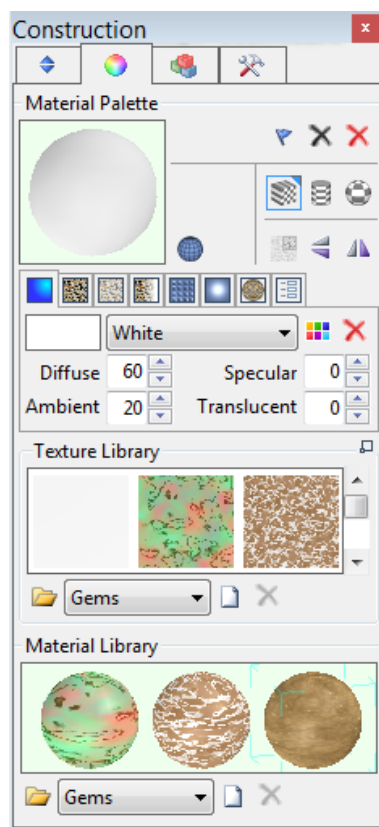 Construction
x
Material Palette
White
Diffuse 60 Specular 0
Ambient 20 Translucent 0
Texture Library
Gems
Material Library
Gems